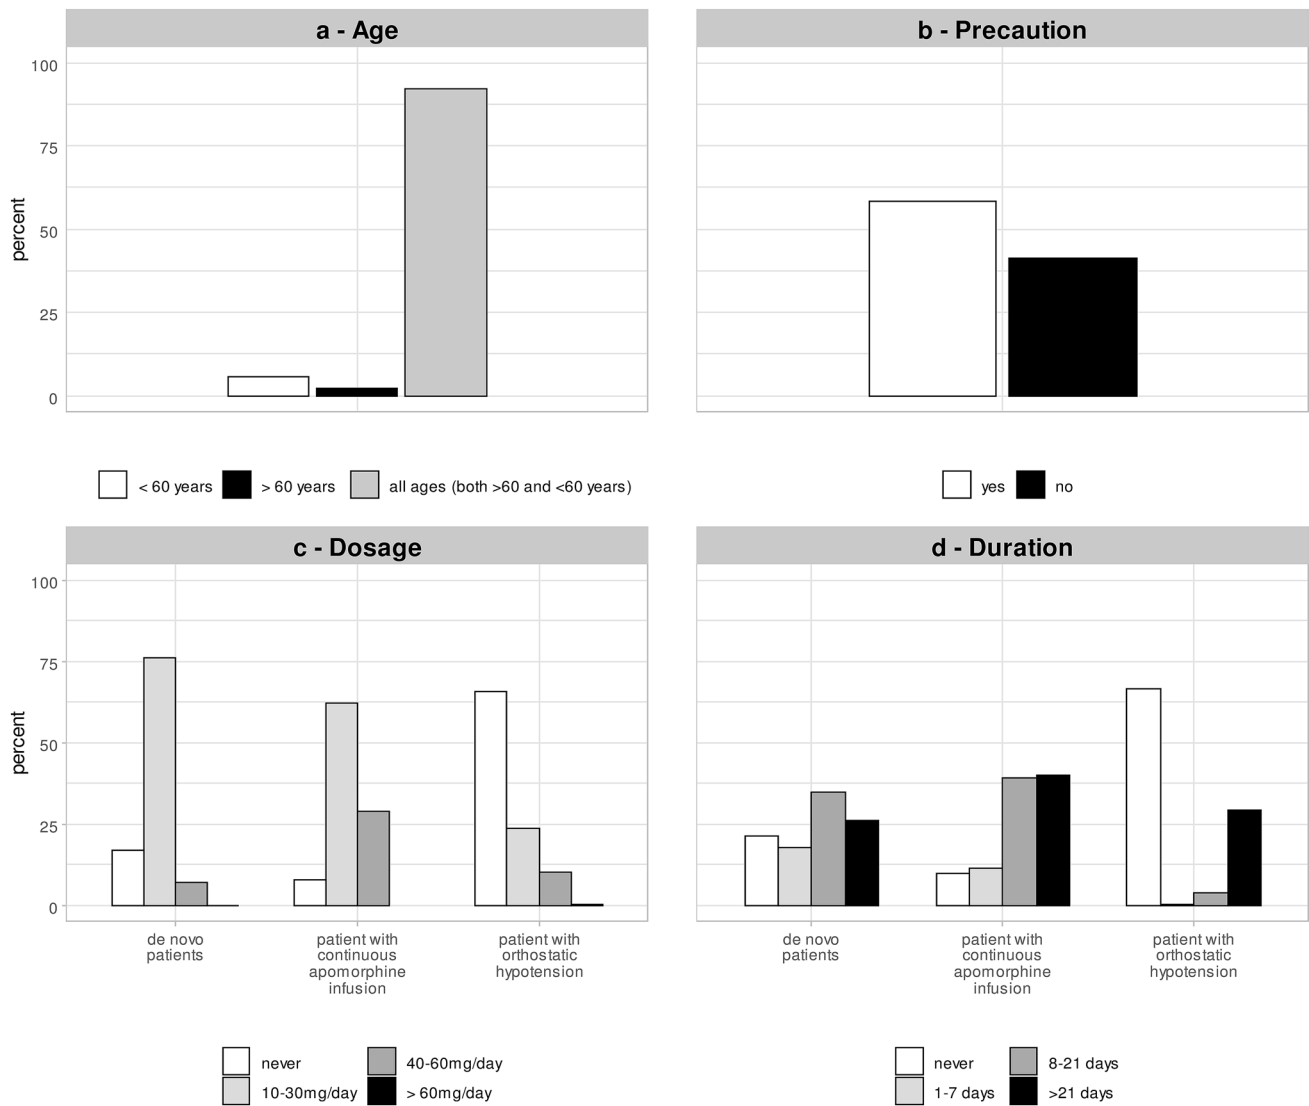 a - Age
b - Precaution
percent
100
75
50
25
0
< 60 years
> 60 years
all ages (both >60 and <60 years)
yes
no
c - Dosage
d - Duration
percent
100
75
50
25
0
de novo
patients
patient with
continuous
apomorphine
infusion
patient with
orthostatic
hypotension
de novo
patients
patient with
continuous
apomorphine
infusion
patient with
orthostatic
hypotension
never
40-60mg/day
10-30mg/day
> 60mg/day
never
8-21 days
1-7 days
>21 days